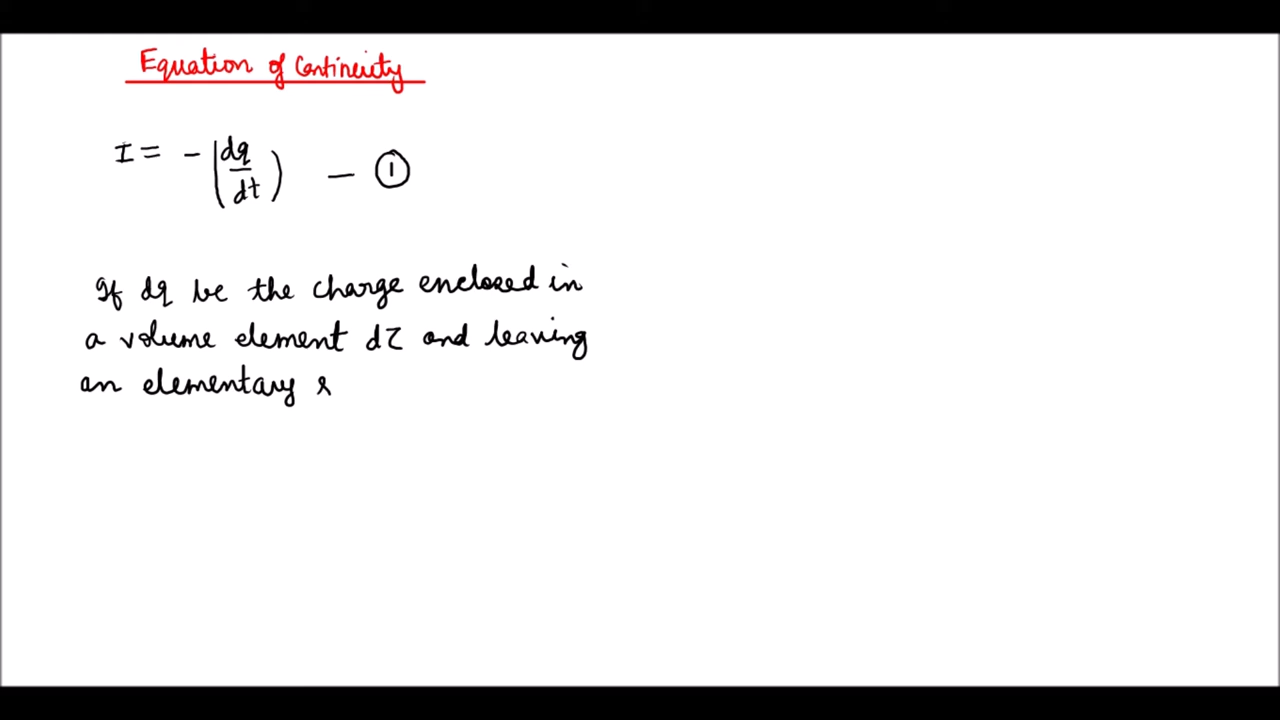 Equation of Continuity
I = - (dq/dt) — ①
If dq be the charge enclosed in
a volume element dτ and leaving
an elementary s